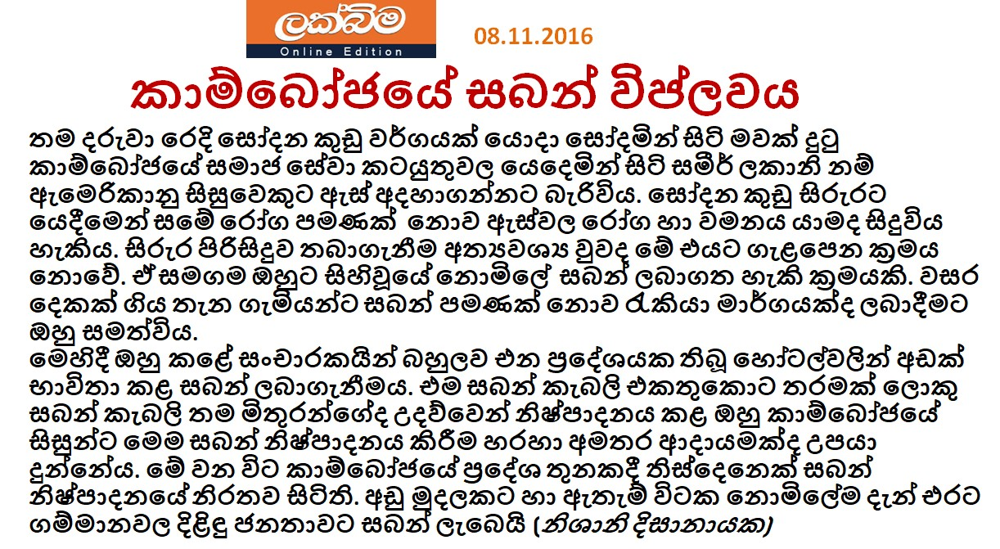 ලක්බිම
Online Edition
08.11.2016
කාම්බෝජයේ සබන් විප්ලවය
තම දරුවා රෙදි සෝදන කුඩු වර්ගයක් යොදා සෝදමින් සිටි මවක් දුටු
කාම්බෝජයේ සමාජ සේවා කටයුතුවල යෙදෙමින් සිටි සමීර් ලකානි නම්
ඇමෙරිකානු සිසුවෙකුට ඇස් අදහාගන්නට බැරිවිය. සෝදන කුඩු සිරුරට
යෙදීමෙන් සමේ රෝග පමණක් නොව ඇස්වල රෝග හා වමනය යාමද සිදුවිය
හැකිය. සිරුර පිරිසිදුව තබාගැනීම අත්‍යවශ්‍ය වුවද මේ එයට ගැළපෙන ක්‍රමය
නොවේ. ඒ සමගම ඔහුට සිහිවූයේ නොමිලේ සබන් ලබාගත හැකි ක්‍රමයකි. වසර
දෙකක් ගිය තැන ගැමියන්ට සබන් පමණක් නොව රැකියා මාර්ගයක්ද ලබාදීමට
ඔහු සමත්විය.
මෙහිදී ඔහු කළේ සංචාරකයින් බහුලව එන ප්‍රදේශයක තිබූ හෝටල්වලින් අඩක්
භාවිතා කළ සබන් ලබාගැනීමය. එම සබන් කැබලි එකතුකොට තරමක් ලොකු
සබන් කැබලි තම මිතුරන්ගේද උදව්වෙන් නිෂ්පාදනය කළ ඔහු කාම්බෝජයේ
සිසුන්ට මෙම සබන් නිෂ්පාදනය කිරීම හරහා අමතර ආදායමක්ද උපයා
දුන්නේය. මේ වන විට කාම්බෝජයේ ප්‍රදේශ තුනකදී තිස්දෙනෙක් සබන්
නිෂ්පාදනයේ නිරතව සිටිති. අඩු මුදලකට හා ඇතැම් විටක නොමිලේම දැන් එරට
ගම්මානවල දිළිඳු ජනතාවට සබන් ලැබෙයි (නිශානි දිසානායක)